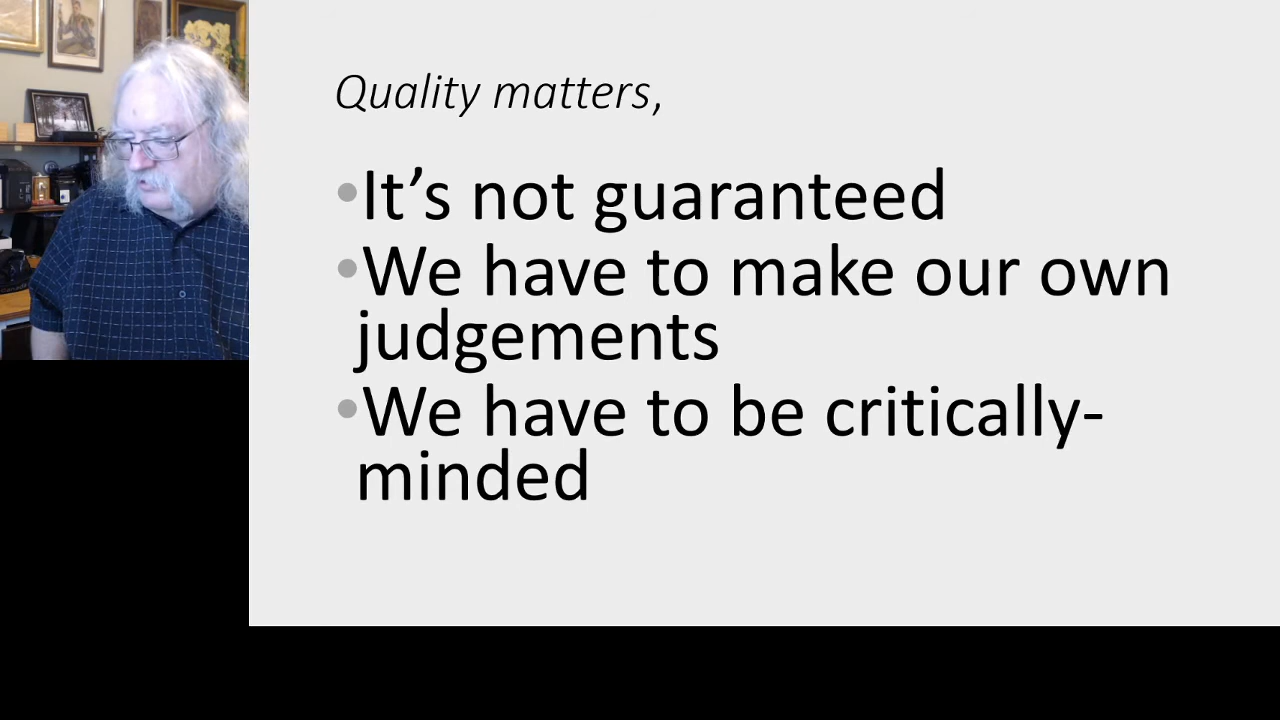 Quality matters,
•It’s not guaranteed
•We have to make our own
judgements
•We have to be critically-
minded